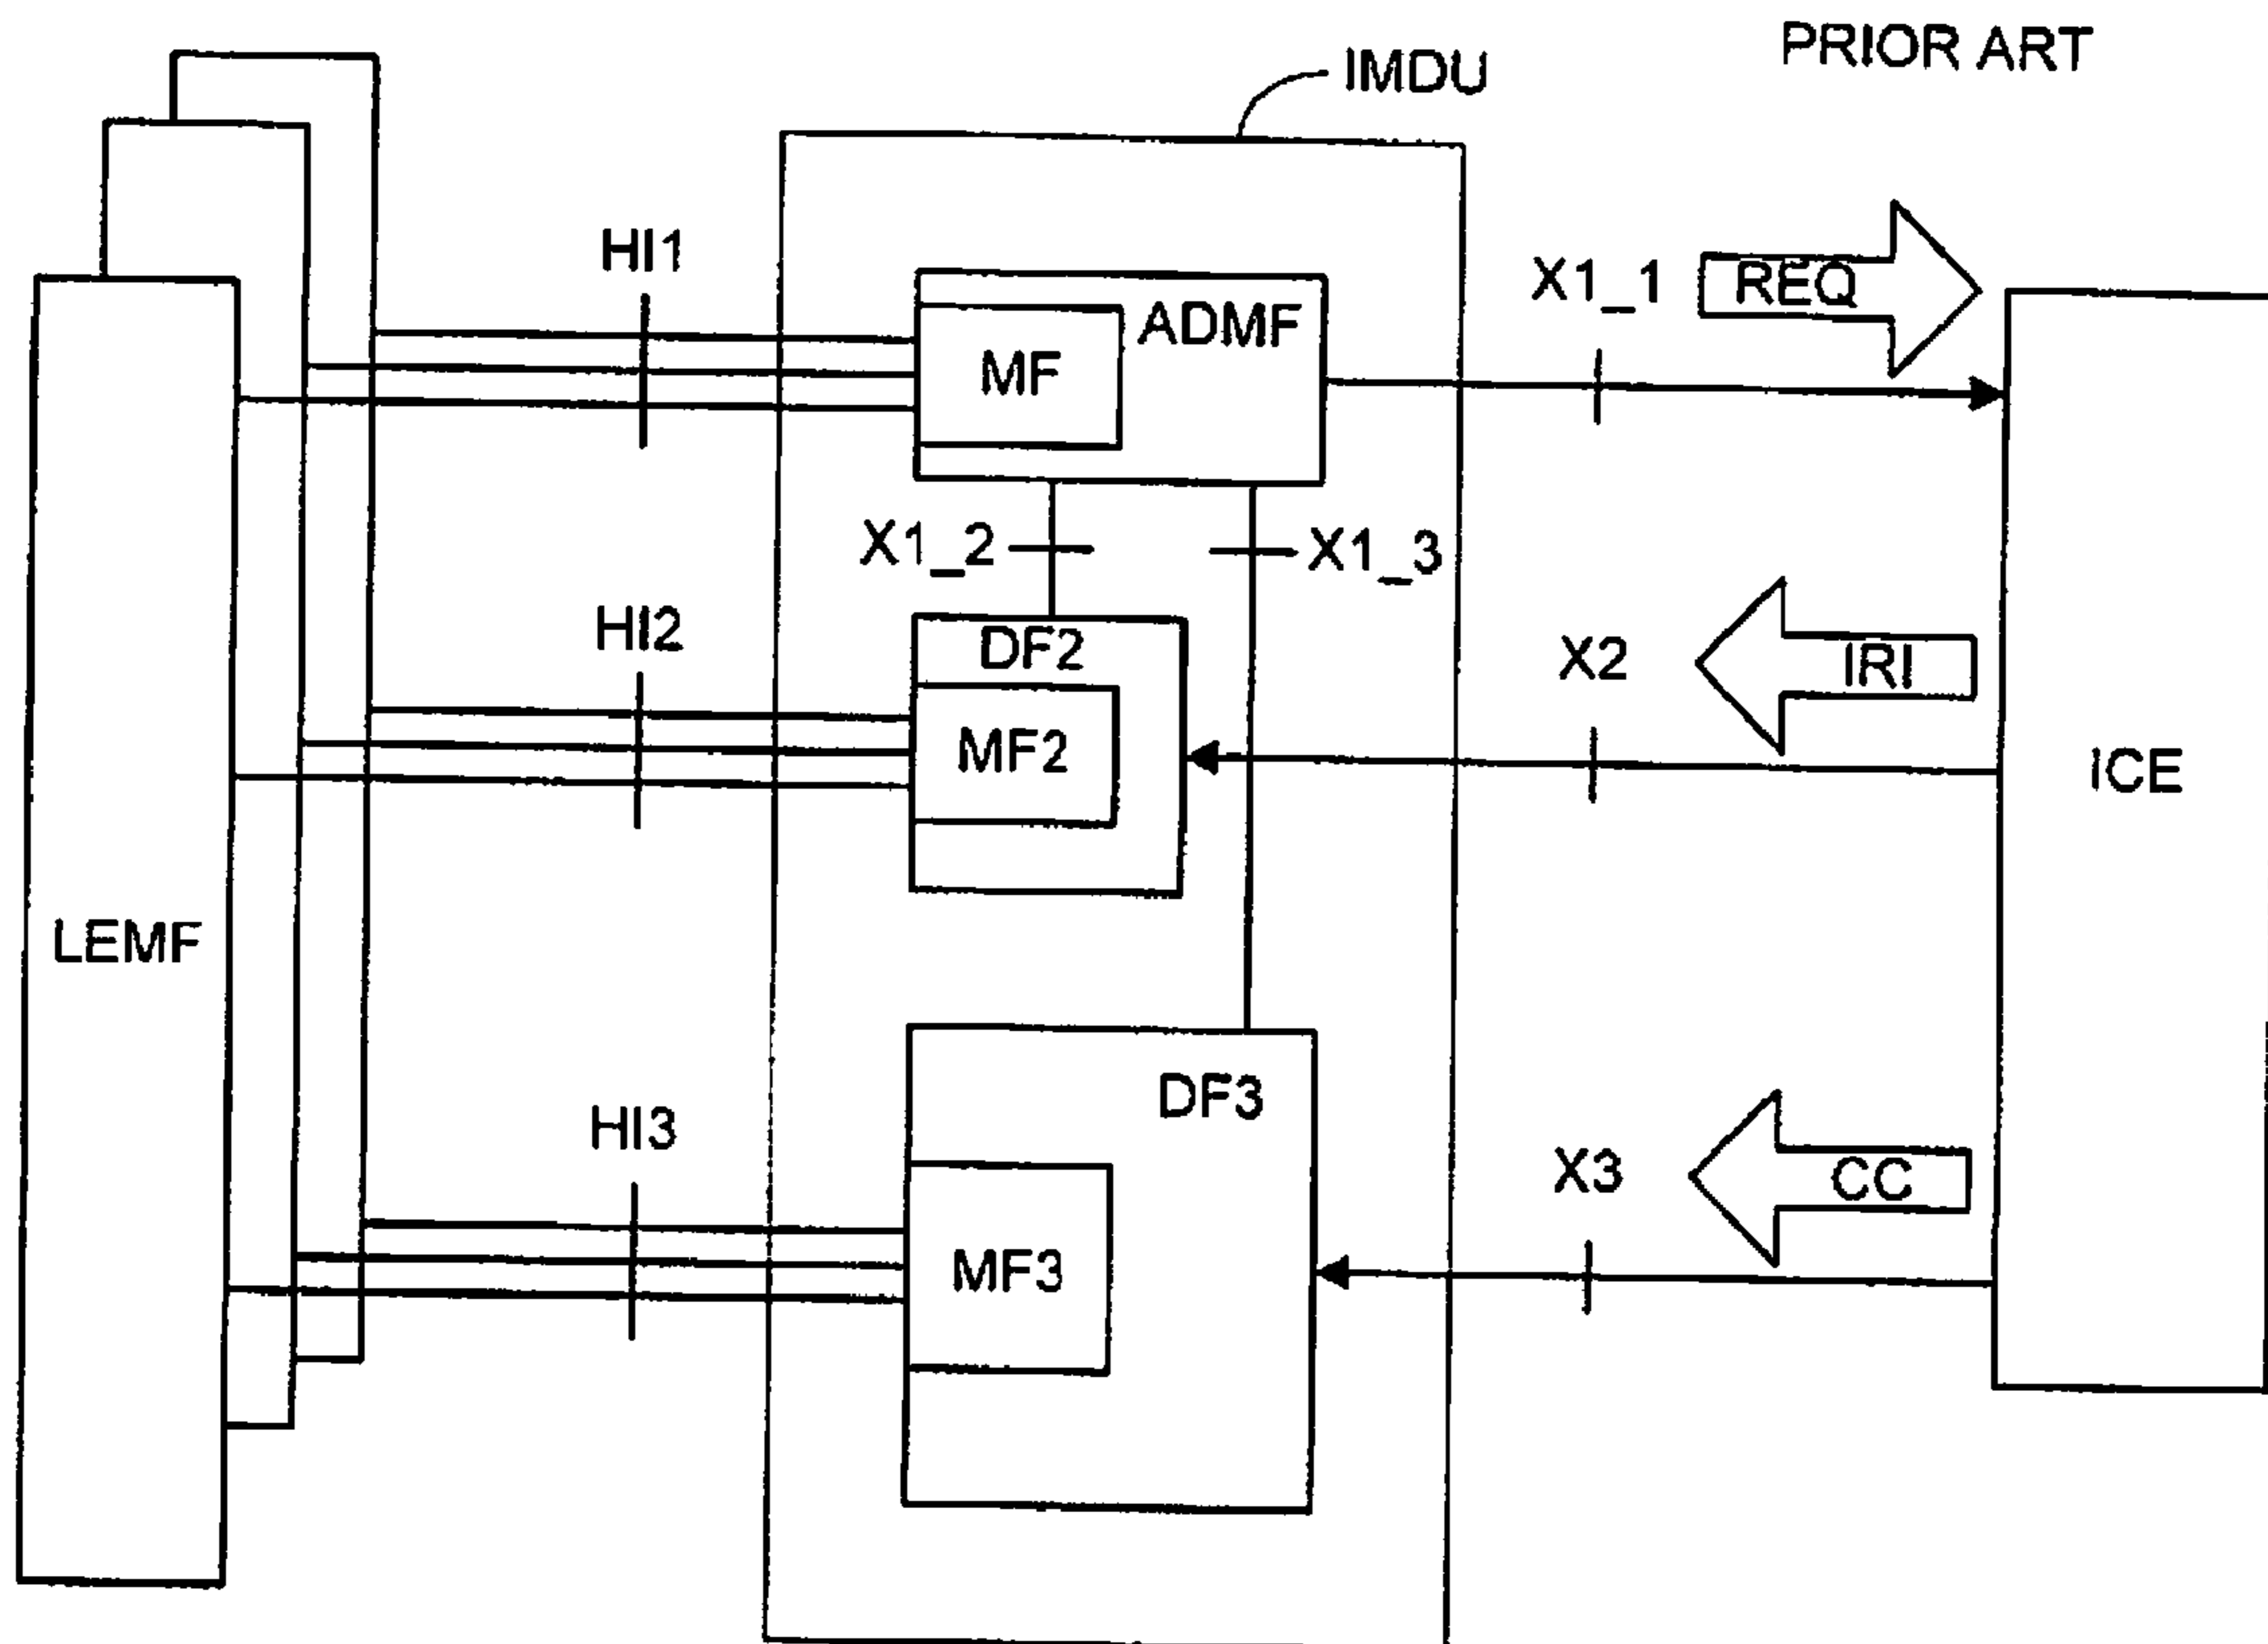 PRIOR ART
IMDU
HI1
ADMF
MF
X1_1
REQ
X1_2
X1_3
HI2
DF2
MF2
X2
IRI
ICE
LEMF
HI3
DF3
MF3
X3
CC